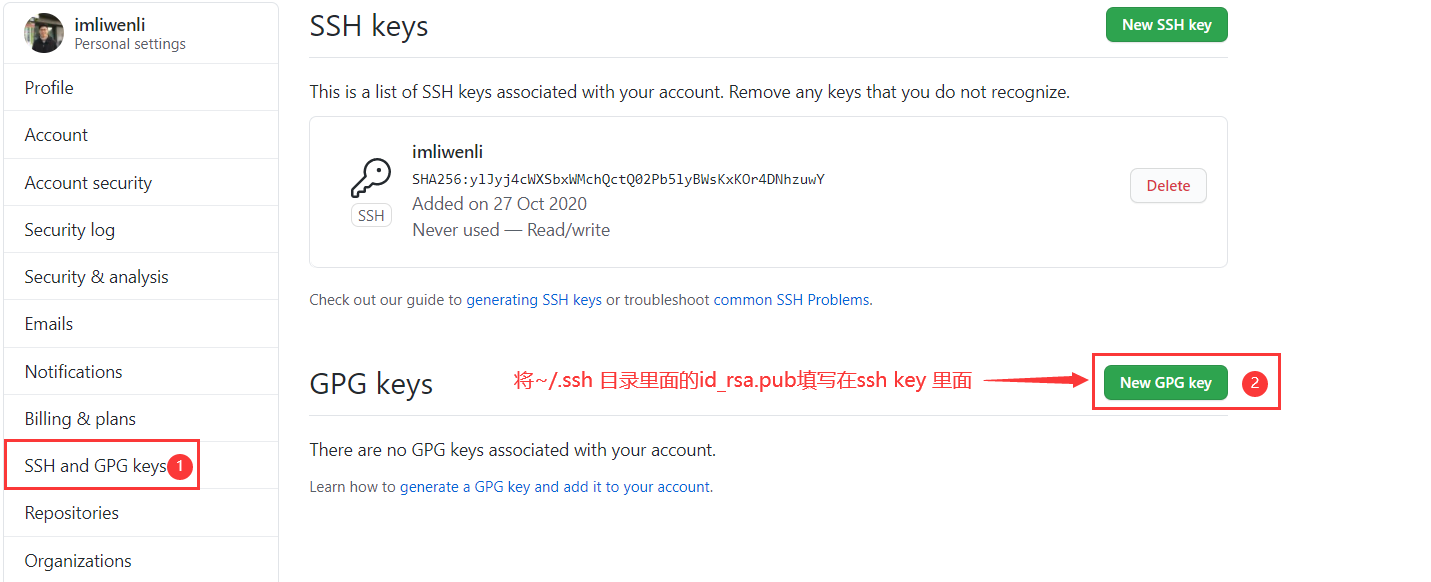 imliwenli
Personal settings
Profile
Account
Account security
Security log
Security & analysis
Emails
Notifications
Billing & plans
SSH and GPG keys 1
Repositories
Organizations
SSH keys
New SSH key
This is a list of SSH keys associated with your account. Remove any keys that you do not recognize.
SSH
imliwenli
SHA256:ylJyj4cWXSbxWMchQctQ02Pb5lyBWsKxKOr4DNhzuwY
Added on 27 Oct 2020
Never used — Read/write
Delete
Check out our guide to generating SSH keys or troubleshoot common SSH Problems.
GPG keys
将~/.ssh 目录里面的id_rsa.pub填写在ssh key 里面
New GPG key 2
There are no GPG keys associated with your account.
Learn how to generate a GPG key and add it to your account.